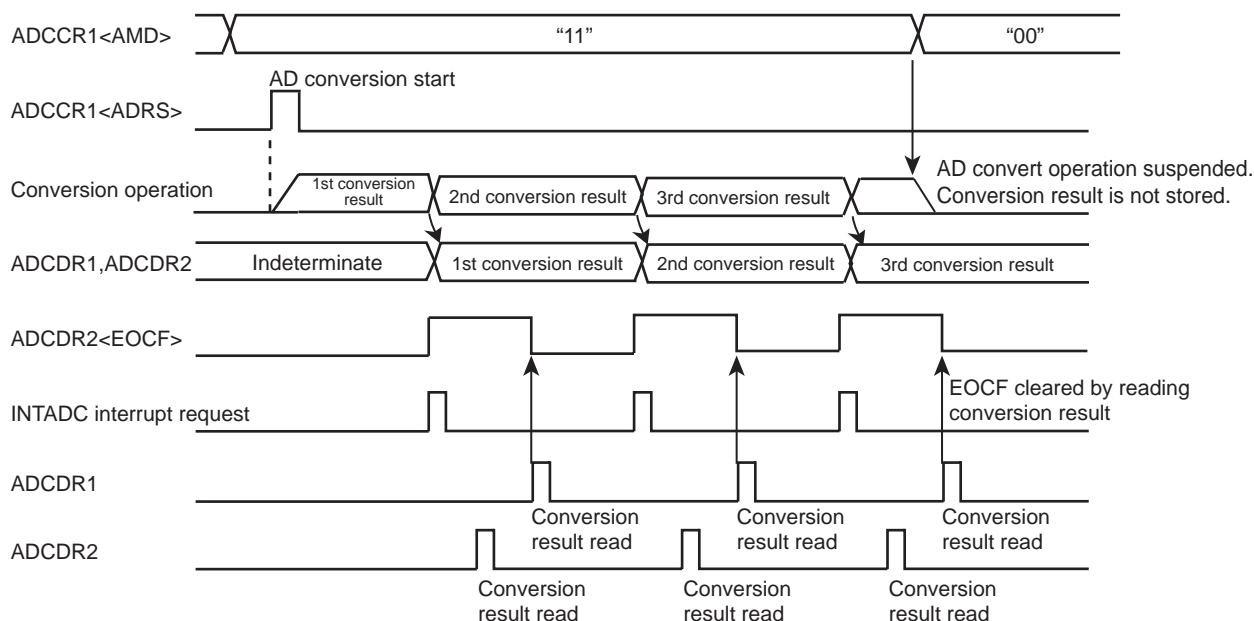 ADCCR1<AMD>
“11”
“00”
AD conversion start
ADCCR1<ADRS>
Conversion operation
1st conversion
result
2nd conversion result
3rd conversion result
AD convert operation suspended.
Conversion result is not stored.
ADCDR1,ADCDR2
Indeterminate
1st conversion result
2nd conversion result
3rd conversion result
ADCDR2<EOCF>
EOCF cleared by reading
conversion result
INTADC interrupt request
ADCDR1
Conversion
result read
Conversion
result read
Conversion
result read
ADCDR2
Conversion
result read
Conversion
result read
Conversion
result read